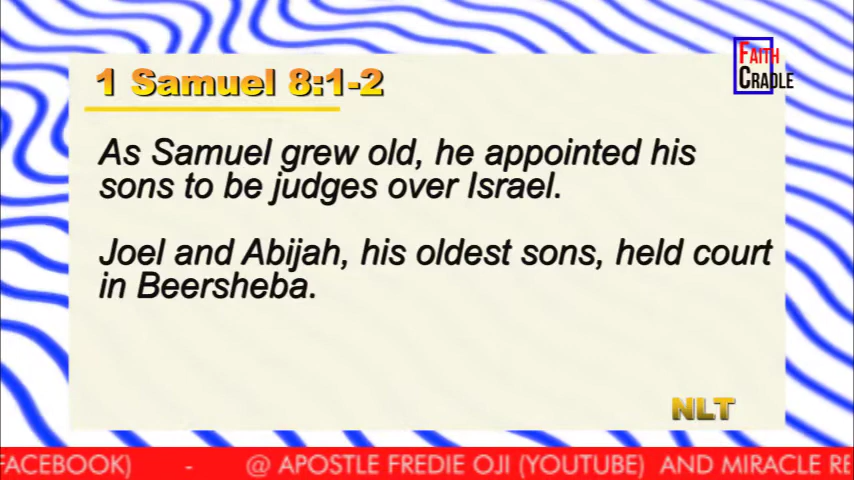 1 Samuel 8:1-2
FAITH
CRADLE
As Samuel grew old, he appointed his
sons to be judges over Israel.
Joel and Abijah, his oldest sons, held court
in Beersheba.
NLT
FACEBOOK) - @ APOSTLE FREDIE OJI (YOUTUBE) AND MIRACLE RE